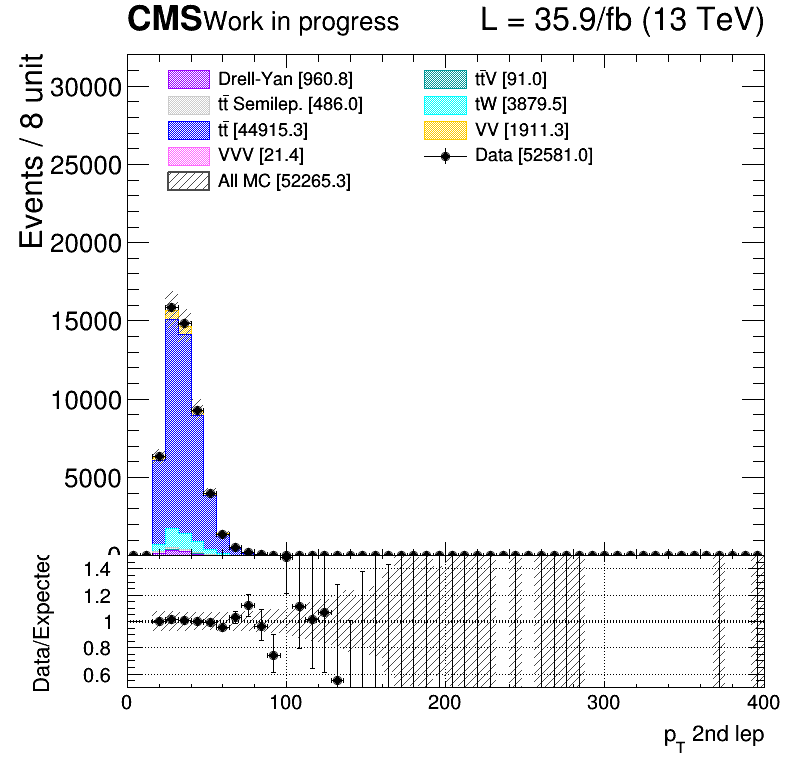 CMS Work in progress L = 35.9/fb (13 TeV)
Events / 8 unit
30000
25000
20000
15000
10000
5000
0
Drell-Yan [960.8]
tt̄ Semilep. [486.0]
tt̄ [44915.3]
VVV [21.4]
All MC [52265.3]
tt̄V [91.0]
tW [3879.5]
VV [1911.3]
Data [52581.0]
Data/Expected
1.4
1.2
1
0.8
0.6
0 100 200 300 400
p_T 2nd lep